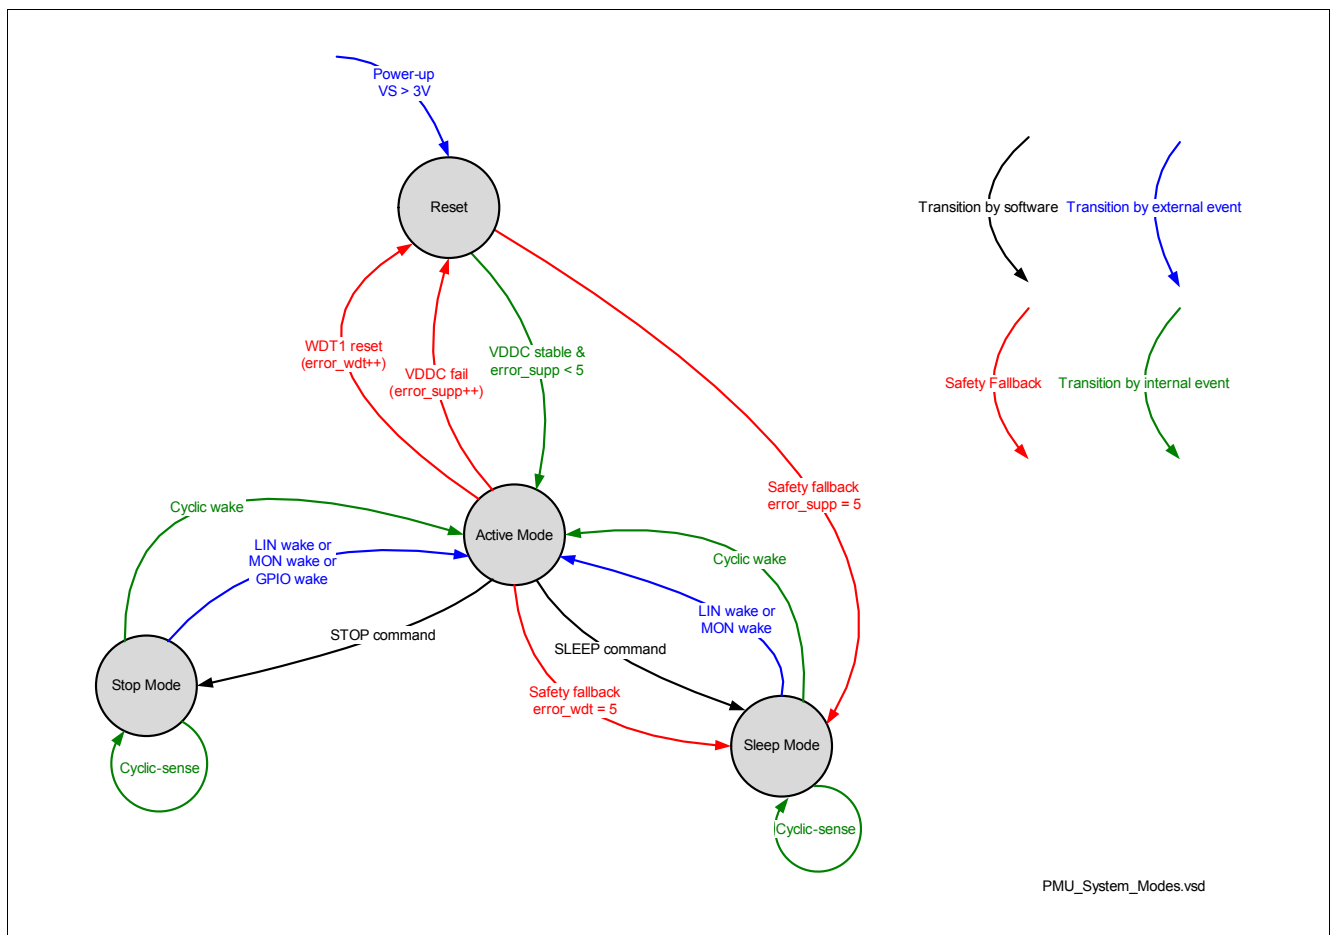 Power-up
VS > 3V
Reset
Transition by software
Transition by external event
WDT1 reset
(error_wdt++)
VDDC fail
(error_supp++)
VDDC stable &
error_supp < 5
Safety Fallback
Transition by internal event
Safety fallback
error_supp = 5
Cyclic wake
LIN wake or
MON wake or
GPIO wake
Active Mode
Cyclic wake
LIN wake or
MON wake
STOP command
SLEEP command
Stop Mode
Safety fallback
error_wdt = 5
Sleep Mode
Cyclic-sense
Cyclic-sense
PMU_System_Modes.vsd